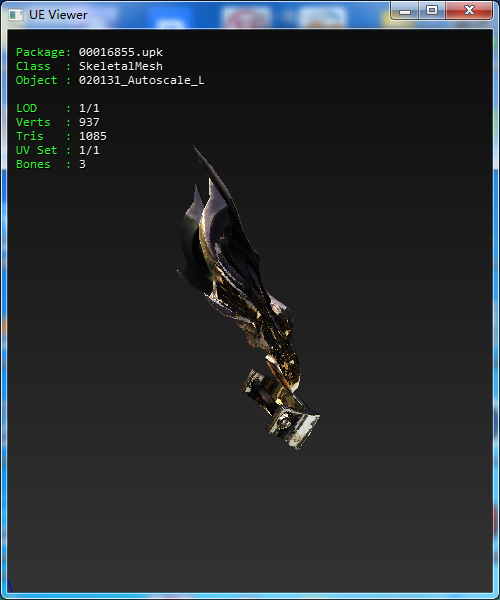 UE Viewer
Package: 00016855.upk
Class : SkeletalMesh
Object : 020131_Autoscale_L
LOD : 1/1
Verts : 937
Tris : 1085
UV Set : 1/1
Bones : 3